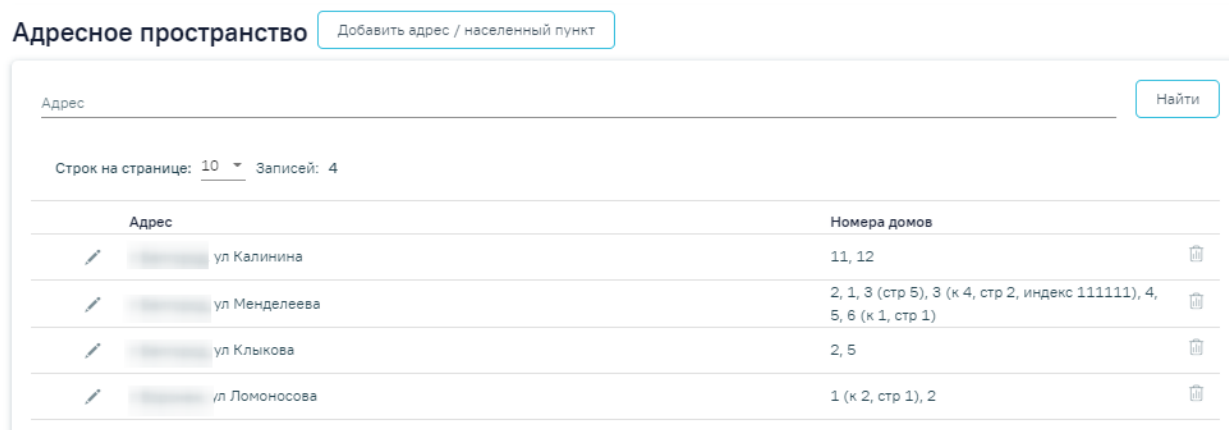 Адресное пространство Добавить адрес / населенный пункт
Адрес
Найти
Строк на странице: 10 Записей: 4
Адрес Номера домов
ул Калинина 11, 12
ул Менделеева 2, 1, 3 (стр 5), 3 (к 4, стр 2, индекс 111111), 4,
5, 6 (к 1, стр 1)
ул Клыкова 2, 5
ул Ломоносова 1 (к 2, стр 1), 2